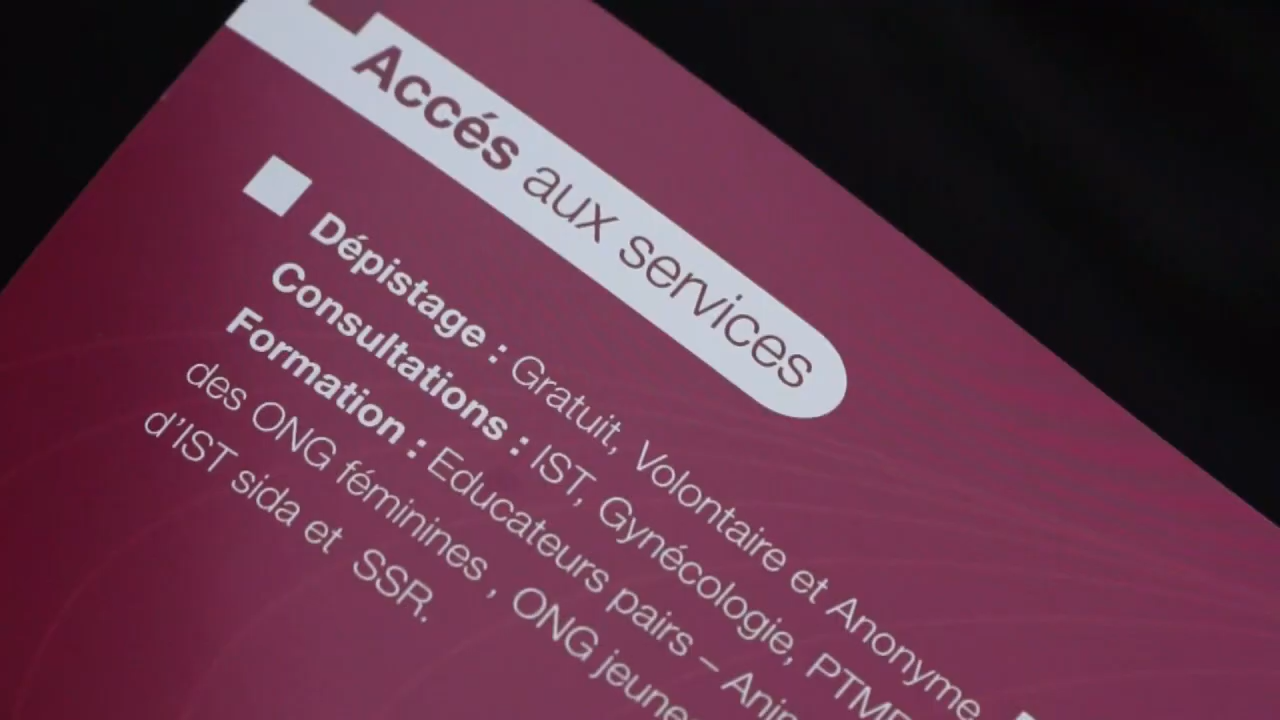 Accés aux services
Dépistage : Gratuit, Volontaire et Anonyme
Consultations : IST, Gynécologie,
Formation : Educateurs pairs –
des ONG féminines , ONG
d'IST sida et SSR.